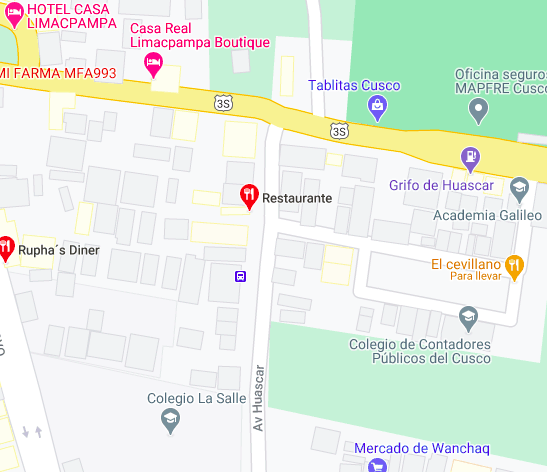 HOTEL CASA
LIMACPAMPA
Casa Real
Limacpampa Boutique
MI FARMA MFA993
3S
Tablitas Cusco
Oficina seguros
MAPFRE Cusco
3S
Grifo de Huascar
Academia Galileo
Restaurante
Rupha´s Diner
El cevillano
Para llevar
Colegio de Contadores
Públicos del Cusco
Av Huascar
Colegio La Salle
Mercado de Wanchaq